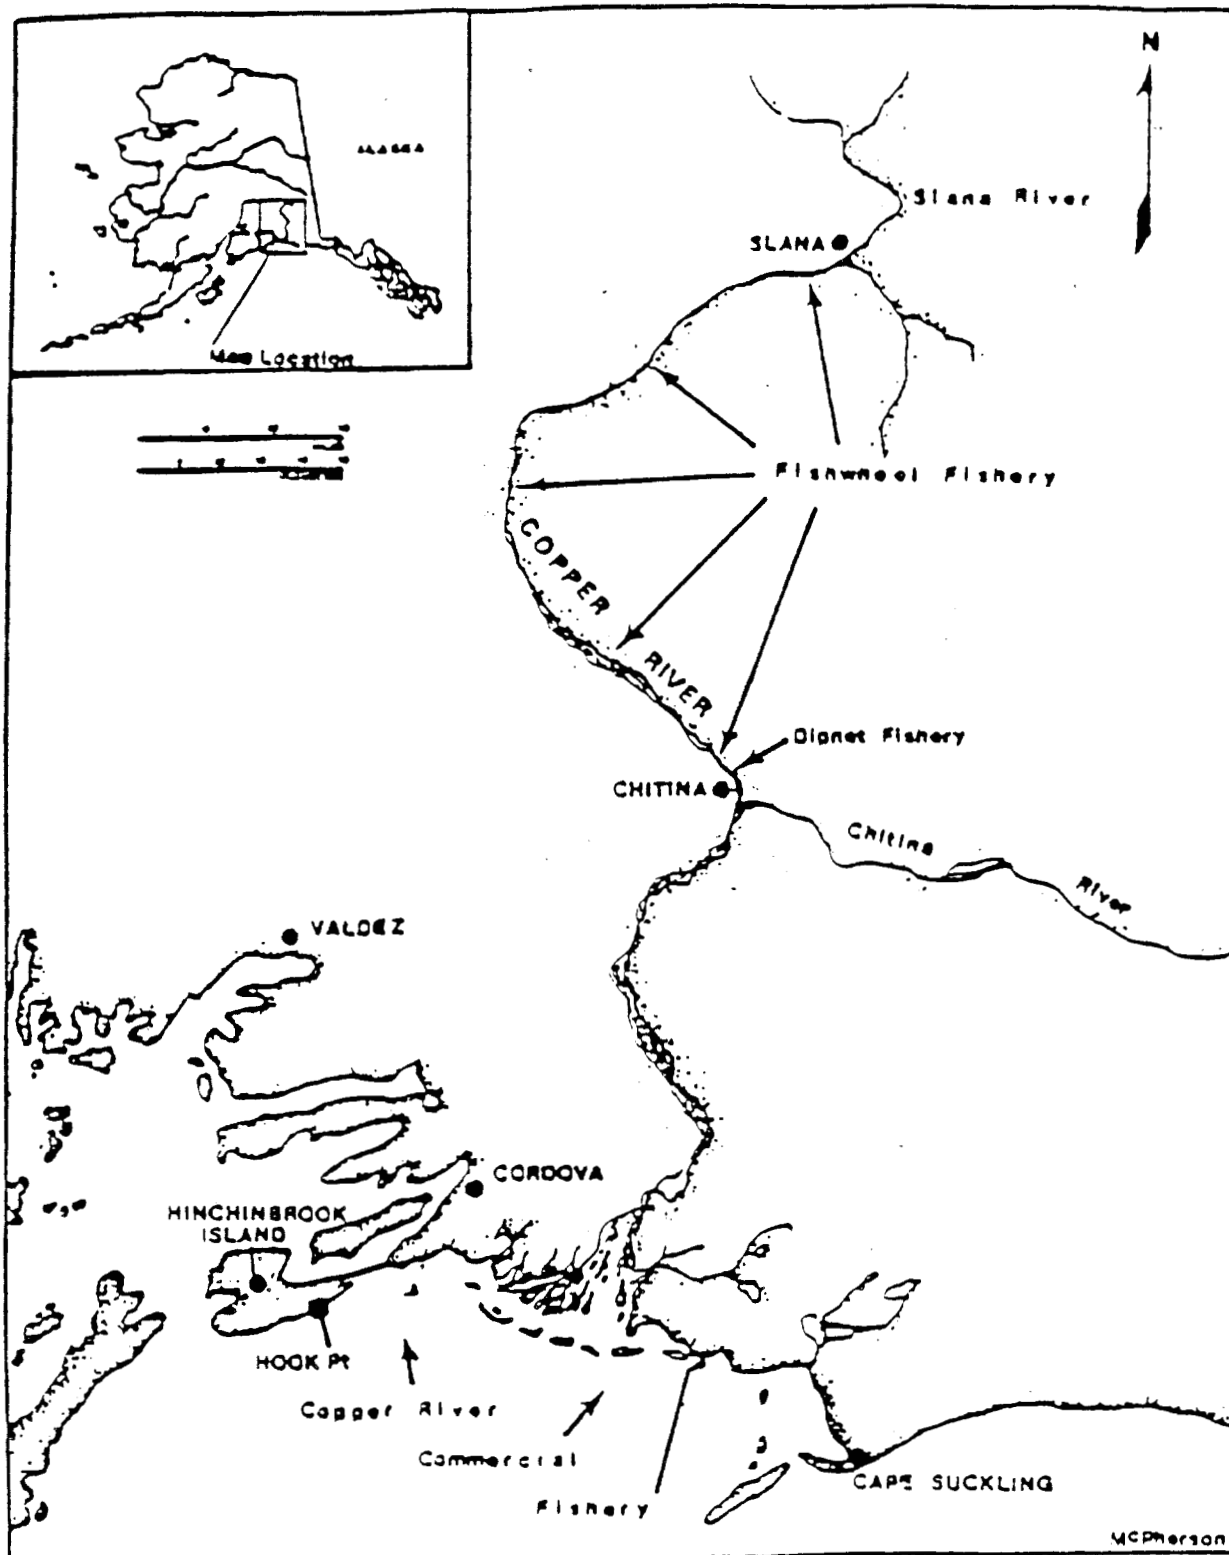 N
ALASKA
Map Location
Slana River
SLANA
Fishwheel Fishery
COPPER
RIVER
Dipnet Fishery
CHITINA
Chitina
River
VALDEZ
CORDOVA
HINCHINBROOK
ISLAND
HOOK Pt
Copper River
Commercial
Fishery
CAPE SUCKLING
McPherson